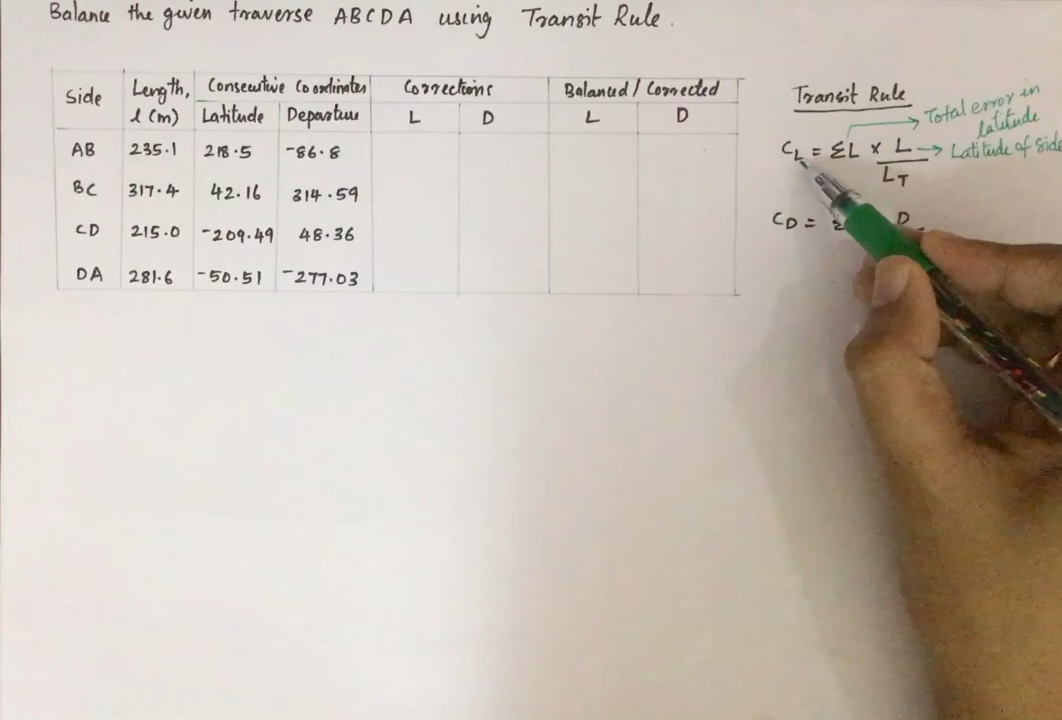 Balance the given traverse ABCDA using Transit Rule.
Side Length, l (m) Consecutive Coordinates Corrections Balanced / Corrected
Latitude Departure L D L D
AB 235.1 218.5 -86.8
BC 317.4 42.16 314.59
CD 215.0 -209.49 48.36
DA 281.6 -50.51 -277.03
Transit Rule
Total error in
latitude
CL = ΣL × L / LT
Latitude of side
CD = D